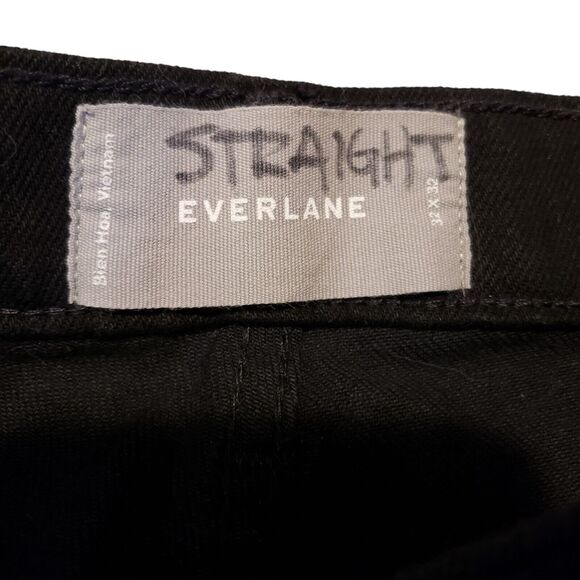 STRAIGHT
EVERLANE
Bien Hoa, Vietnam
32 X 32